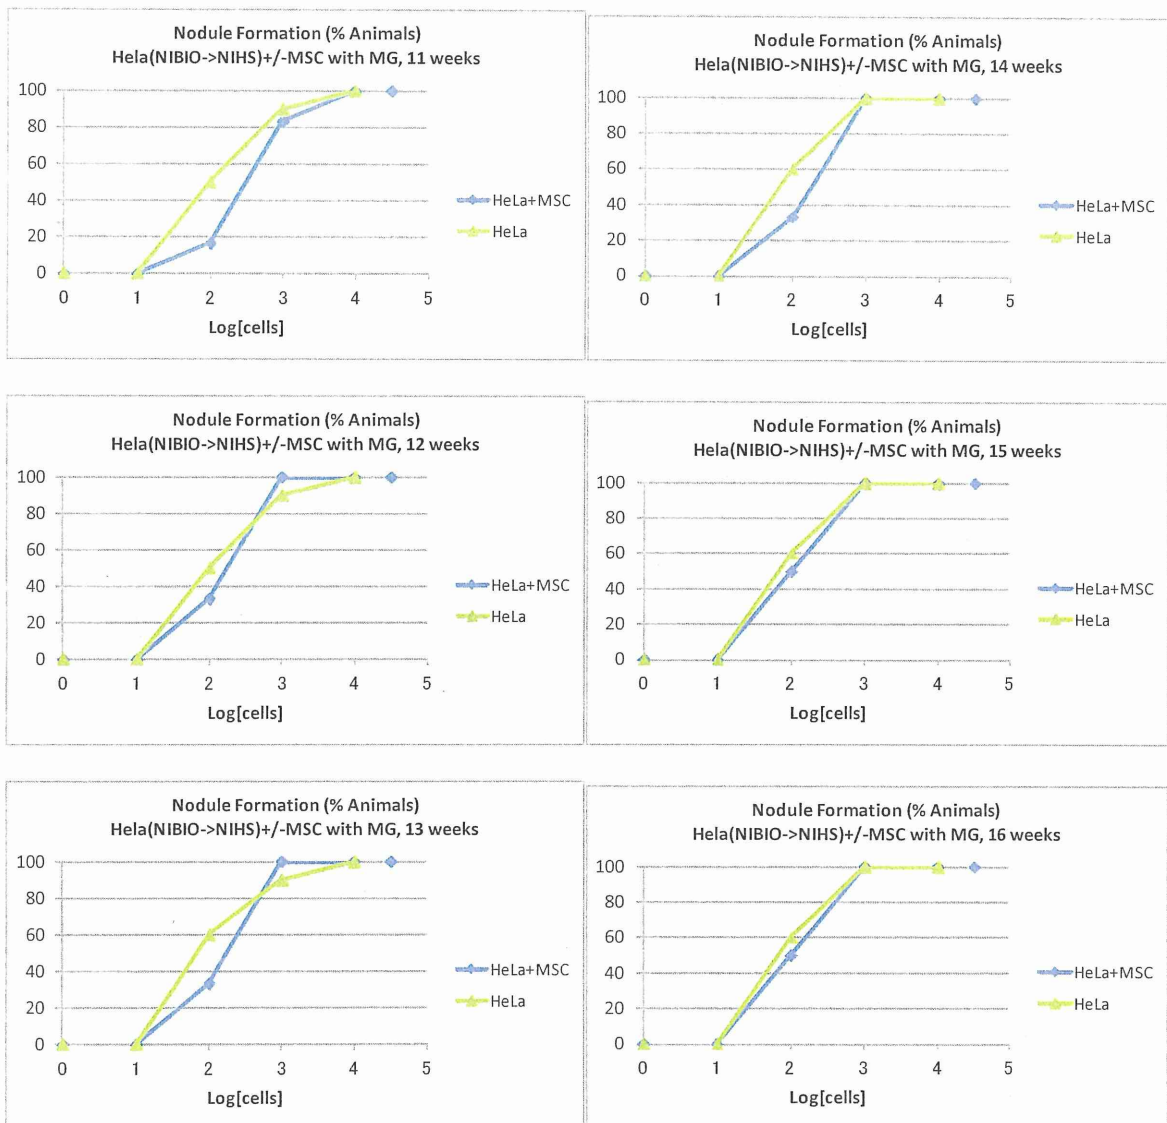 Nodule Formation (% Animals)
Hela(NIBIO->NIHS)+/-MSC with MG, 11 weeks
100
80
60
40
20
0
0 1 2 3 4 5
Log[cells]
HeLa+MSC
HeLa
Nodule Formation (% Animals)
Hela(NIBIO->NIHS)+/-MSC with MG, 14 weeks
100
80
60
40
20
0
0 1 2 3 4 5
Log[cells]
HeLa+MSC
HeLa
Nodule Formation (% Animals)
Hela(NIBIO->NIHS)+/-MSC with MG, 12 weeks
100
80
60
40
20
0
0 1 2 3 4 5
Log[cells]
HeLa+MSC
HeLa
Nodule Formation (% Animals)
Hela(NIBIO->NIHS)+/-MSC with MG, 15 weeks
100
80
60
40
20
0
0 1 2 3 4 5
Log[cells]
HeLa+MSC
HeLa
Nodule Formation (% Animals)
Hela(NIBIO->NIHS)+/-MSC with MG, 13 weeks
100
80
60
40
20
0
0 1 2 3 4 5
Log[cells]
HeLa+MSC
HeLa
Nodule Formation (% Animals)
Hela(NIBIO->NIHS)+/-MSC with MG, 16 weeks
100
80
60
40
20
0
0 1 2 3 4 5
Log[cells]
HeLa+MSC
HeLa